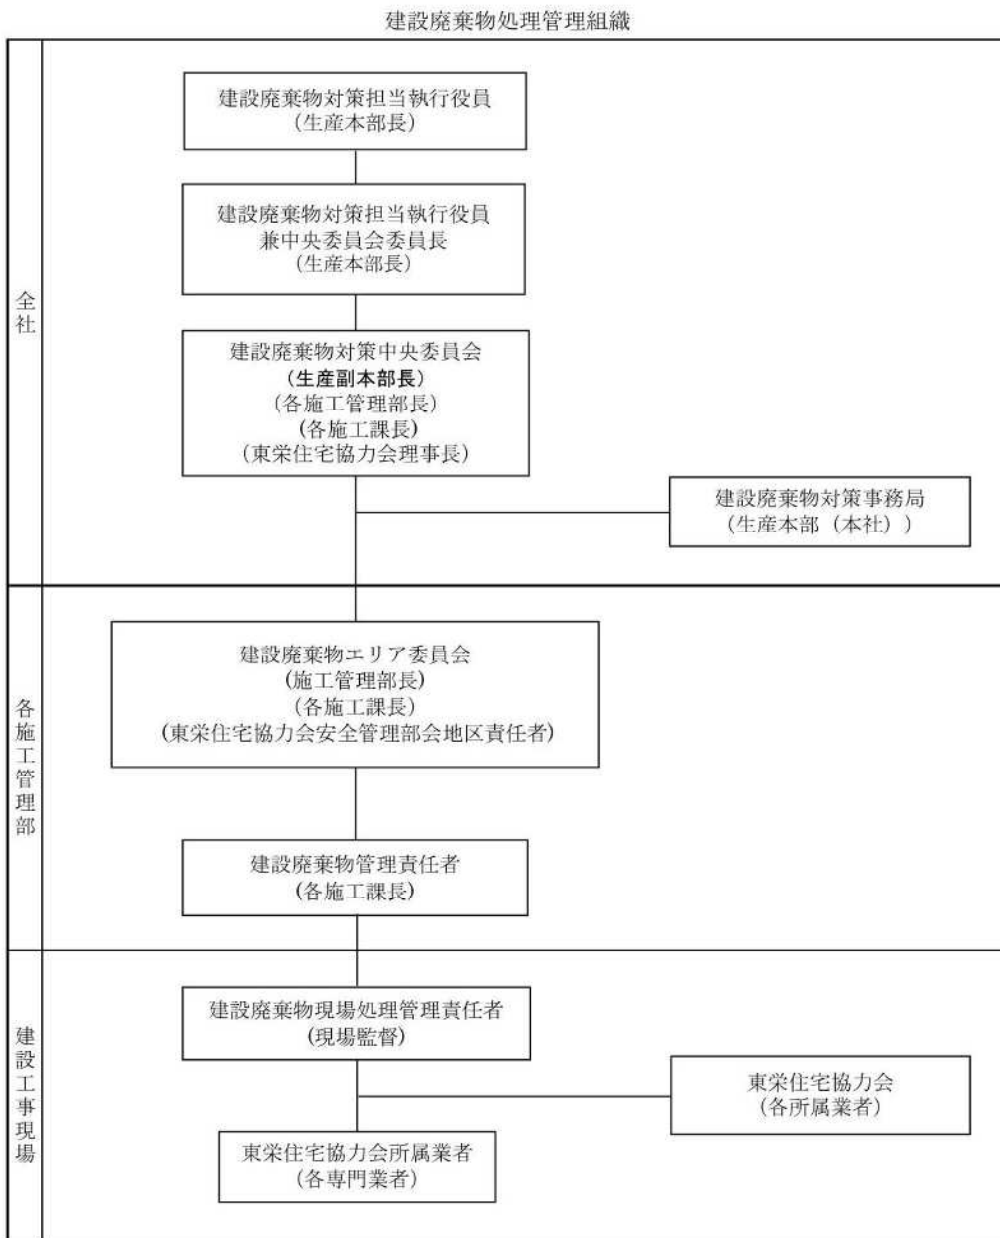 建設廃棄物処理管理組織
全社
建設廃棄物対策担当執行役員
（生産本部長）
建設廃棄物対策担当執行役員
兼中央委員会委員長
（生産本部長）
建設廃棄物対策中央委員会
（生産副本部長）
（各施工管理部長）
(各施工課長)
（東栄住宅協力会理事長）
建設廃棄物対策事務局
（生産本部（本社））
各施工管理部
建設廃棄物エリア委員会
(施工管理部長)
(各施工課長)
(東栄住宅協力会安全管理部会地区責任者)
建設廃棄物管理責任者
(各施工課長)
建設工事現場
建設廃棄物現場処理管理責任者
(現場監督)
東栄住宅協力会
（各所属業者）
東栄住宅協力会所属業者
（各専門業者）